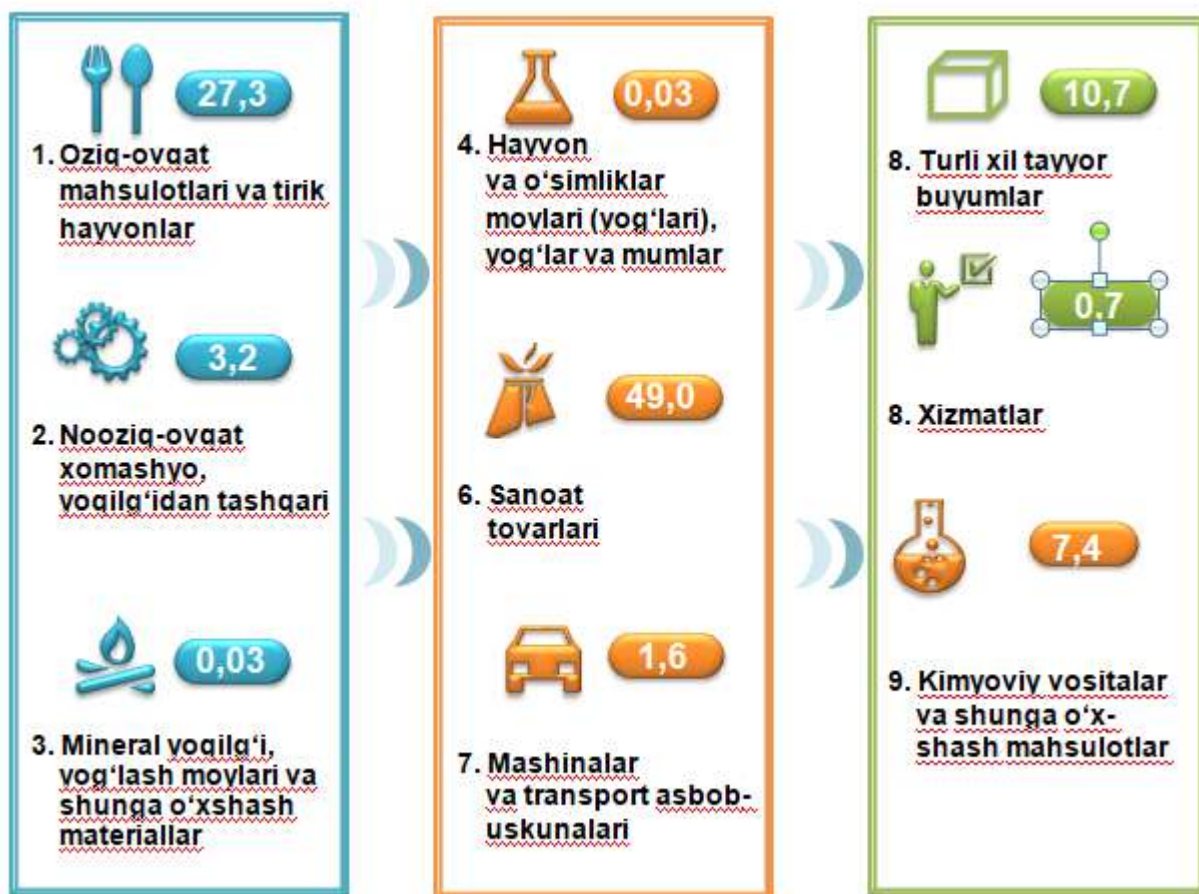 27,3
1. Oziq-ovqat
mahsulotlari va tirik
hayvonlar
3,2
2. Nooziq-ovqat
xomashyo,
yoqilg‘idan tashqari
0,03
3. Mineral yoqilg‘i,
yog‘lash moylari va
shunga o‘xshash
materiallar
0,03
4. Hayvon
va o‘simliklar
moylari (yog‘lari),
yog‘lar va mumlar
49,0
6. Sanoat
tovarlari
1,6
7. Mashinalar
va transport asbob-
uskunalari
10,7
8. Turli xil tayyor
buyumlar
0,7
8. Xizmatlar
7,4
9. Kimyoviy vositalar
va shunga o‘x-
shash mahsulotlar